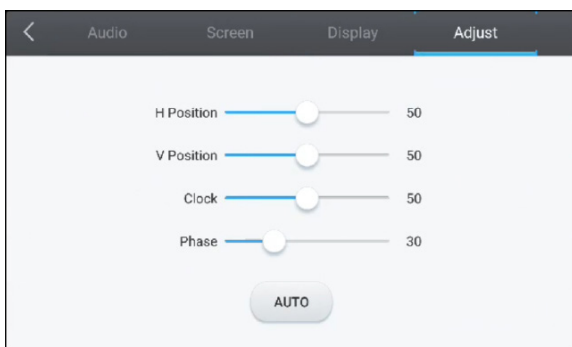 Audio Screen Display Adjust
H Position 50
V Position 50
Clock 50
Phase 30
AUTO